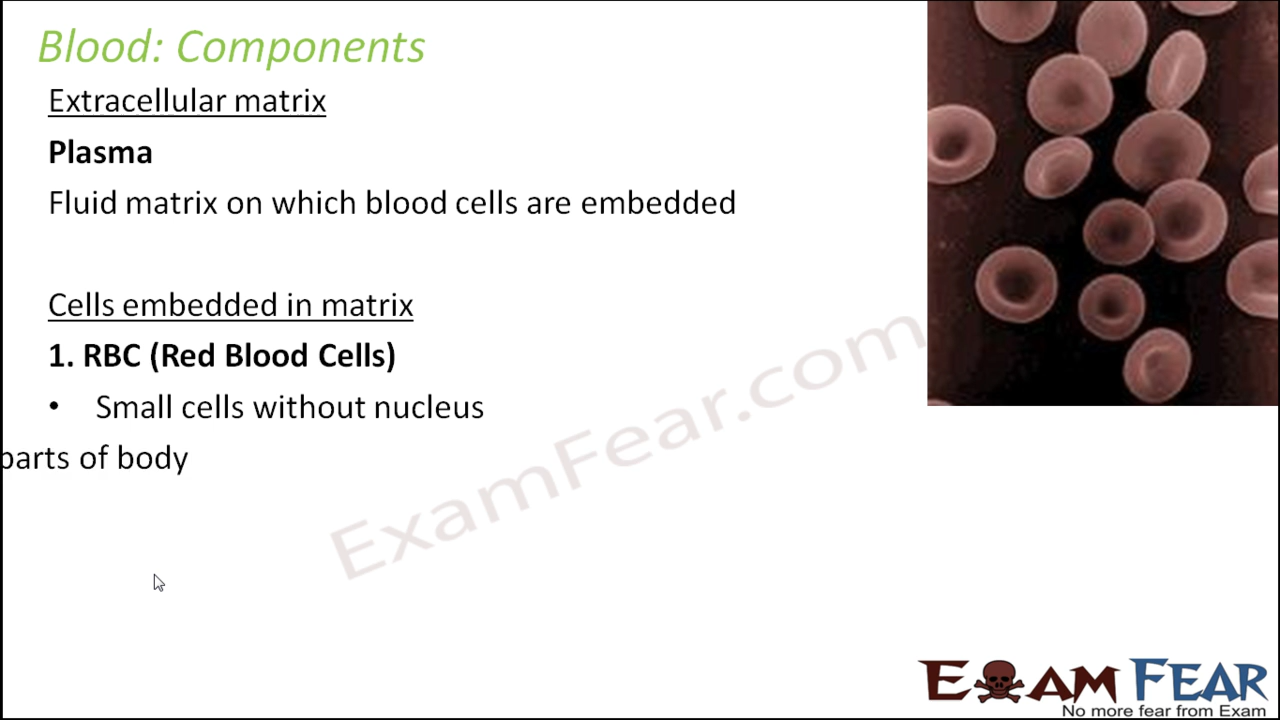 Blood: Components
Extracellular matrix
Plasma
Fluid matrix on which blood cells are embedded
Cells embedded in matrix
1. RBC (Red Blood Cells)
• Small cells without nucleus
parts of body
ExamFear.com
EXAM FEAR
No more fear from Exam